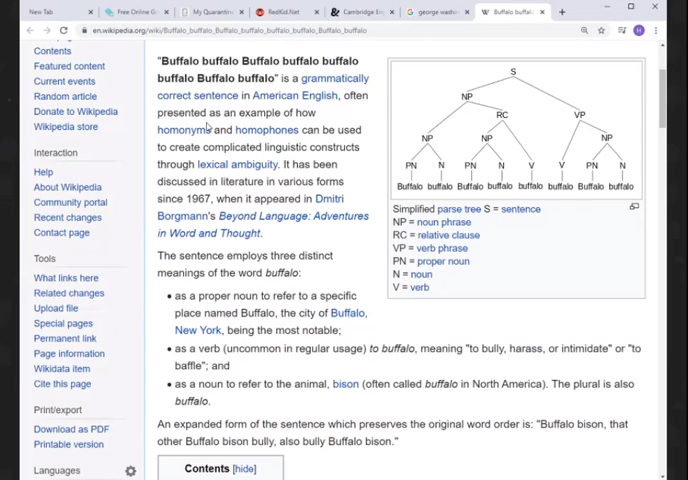 New Tab
Free Online G
My Quarantin
RedKid.Net
Cambridge En
george washi
Buffalo buffal
en.wikipedia.org/wiki/Buffalo_buffalo_Buffalo_buffalo_buffalo_buffalo_Buffalo_buffalo
Contents
Featured content
Current events
Random article
Donate to Wikipedia
Wikipedia store
Interaction
Help
About Wikipedia
Community portal
Recent changes
Contact page
Tools
What links here
Related changes
Upload file
Special pages
Permanent link
Page information
Wikidata item
Cite this page
Print/export
Download as PDF
Printable version
Languages
"Buffalo buffalo Buffalo buffalo buffalo
buffalo Buffalo buffalo" is a grammatically
correct sentence in American English, often
presented as an example of how
homonyms and homophones can be used
to create complicated linguistic constructs
through lexical ambiguity. It has been
discussed in literature in various forms
since 1967, when it appeared in Dmitri
Borgmann's Beyond Language: Adventures
in Word and Thought.
The sentence employs three distinct
meanings of the word buffalo:
• as a proper noun to refer to a specific
place named Buffalo, the city of Buffalo,
New York, being the most notable;
• as a verb (uncommon in regular usage) to buffalo, meaning "to bully, harass, or intimidate" or "to
baffle"; and
• as a noun to refer to the animal, bison (often called buffalo in North America). The plural is also
buffalo.
An expanded form of the sentence which preserves the original word order is: "Buffalo bison, that
other Buffalo bison bully, also bully Buffalo bison."
Contents [hide]
S
NP
RC
VP
NP
NP
NP
PN N PN N V V PN N
Buffalo buffalo Buffalo buffalo buffalo buffalo Buffalo buffalo
Simplified parse tree S = sentence
NP = noun phrase
RC = relative clause
VP = verb phrase
PN = proper noun
N = noun
V = verb